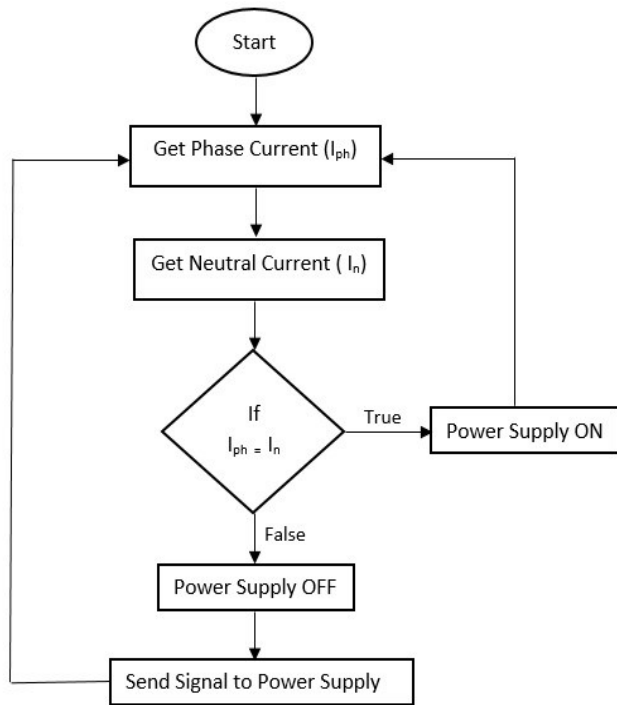 Start
Get Phase Current (Iph)
Get Neutral Current ( In)
If
Iph = In
True
Power Supply ON
False
Power Supply OFF
Send Signal to Power Supply